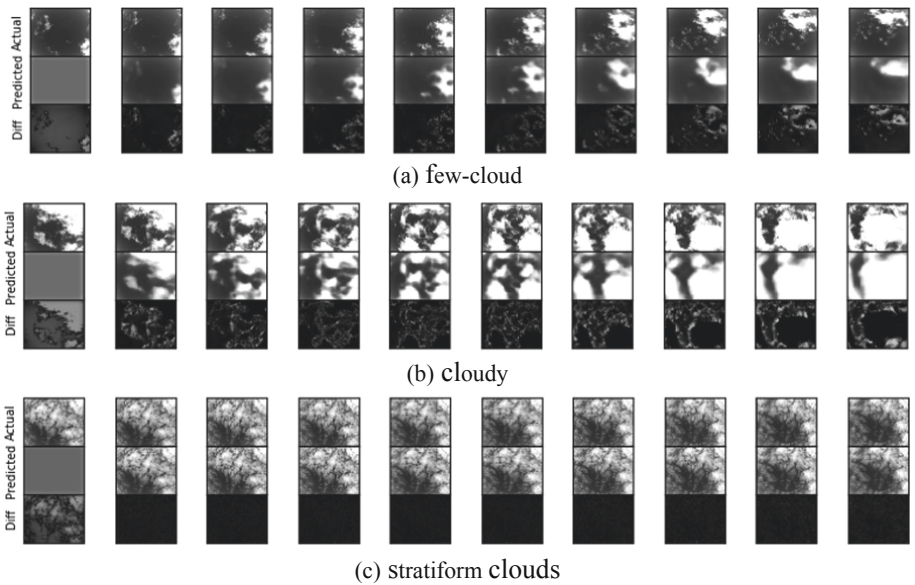 Actual
Predicted
Diff
(a) few-cloud
Actual
Predicted
Diff
(b) cloudy
Actual
Predicted
Diff
(c) stratiform clouds